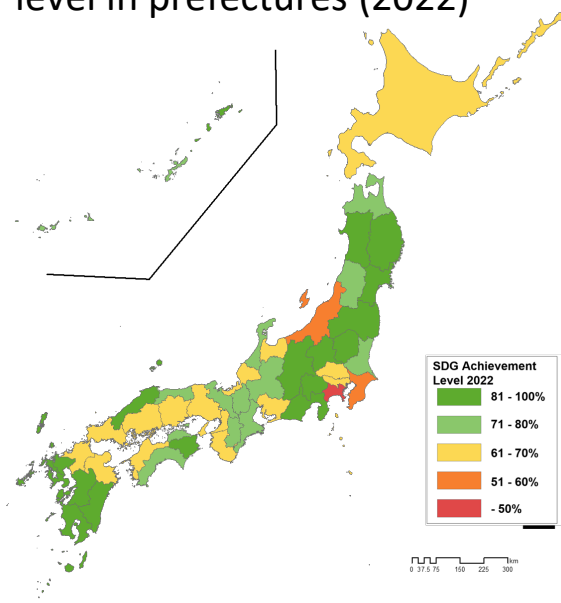 level in prefectures (2022)
SDG Achievement
Level 2022
81 - 100%
71 - 80%
61 - 70%
51 - 60%
- 50%
km
0 37.5 75 150 225 300